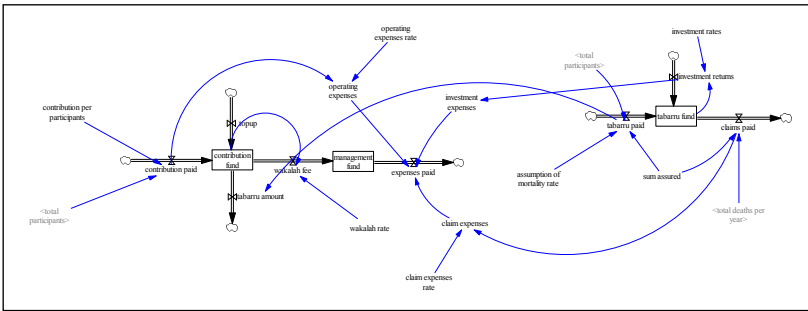 operating
expenses rate
investment rates
<total
participants>
operating
expenses
investment
expenses
investment returns
contribution per
participants
topup
tabarru fund
tabarru paid
claims paid
contribution paid
contribution
fund
wakalah fee
management
fund
expenses paid
assumption of
mortality rate
sum assured
<total
participants>
tabarru amount
wakalah rate
claim expenses
<total deaths per
year>
claim expenses
rate